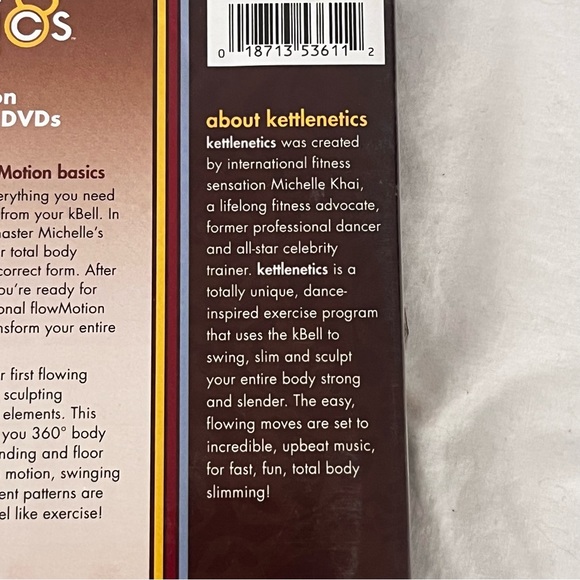 CS™
on
DVDs
Motion basics
erything you need
from your kBell. In
aster Michelle's
r total body
correct form. After
ou're ready for
onal flowMotion
nsform your entire
r first flowing
sculpting
elements. This
you 360° body
nding and floor
motion, swinging
ent patterns are
el like exercise!
0 18713 53611 2
about kettlenetics
kettlenetics was created
by international fitness
sensation Michelle Khai,
a lifelong fitness advocate,
former professional dancer
and all-star celebrity
trainer. kettlenetics is a
totally unique, dance-
inspired exercise program
that uses the kBell to
swing, slim and sculpt
your entire body strong
and slender. The easy,
flowing moves are set to
incredible, upbeat music,
for fast, fun, total body
slimming!